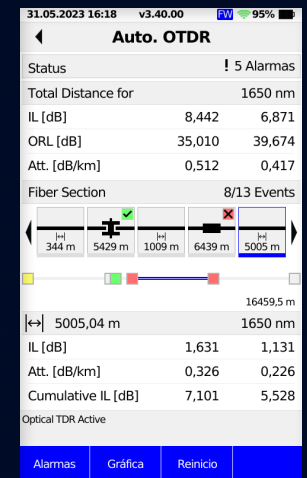 31.05.2023 16:18 v3.40.00 FW 95%
Auto. OTDR
Status ! 5 Alarmas
Total Distance for 1650 nm
IL [dB] 8,442 6,871
ORL [dB] 35,010 39,674
Att. [dB/km] 0,512 0,417
Fiber Section 8/13 Events
344 m 5429 m 1009 m 6439 m 5005 m
16459,5 m
5005,04 m 1650 nm
IL [dB] 1,631 1,131
Att. [dB/km] 0,326 0,226
Cumulative IL [dB] 7,101 5,528
Optical TDR Active
Alarmas Gráfica Reinicio